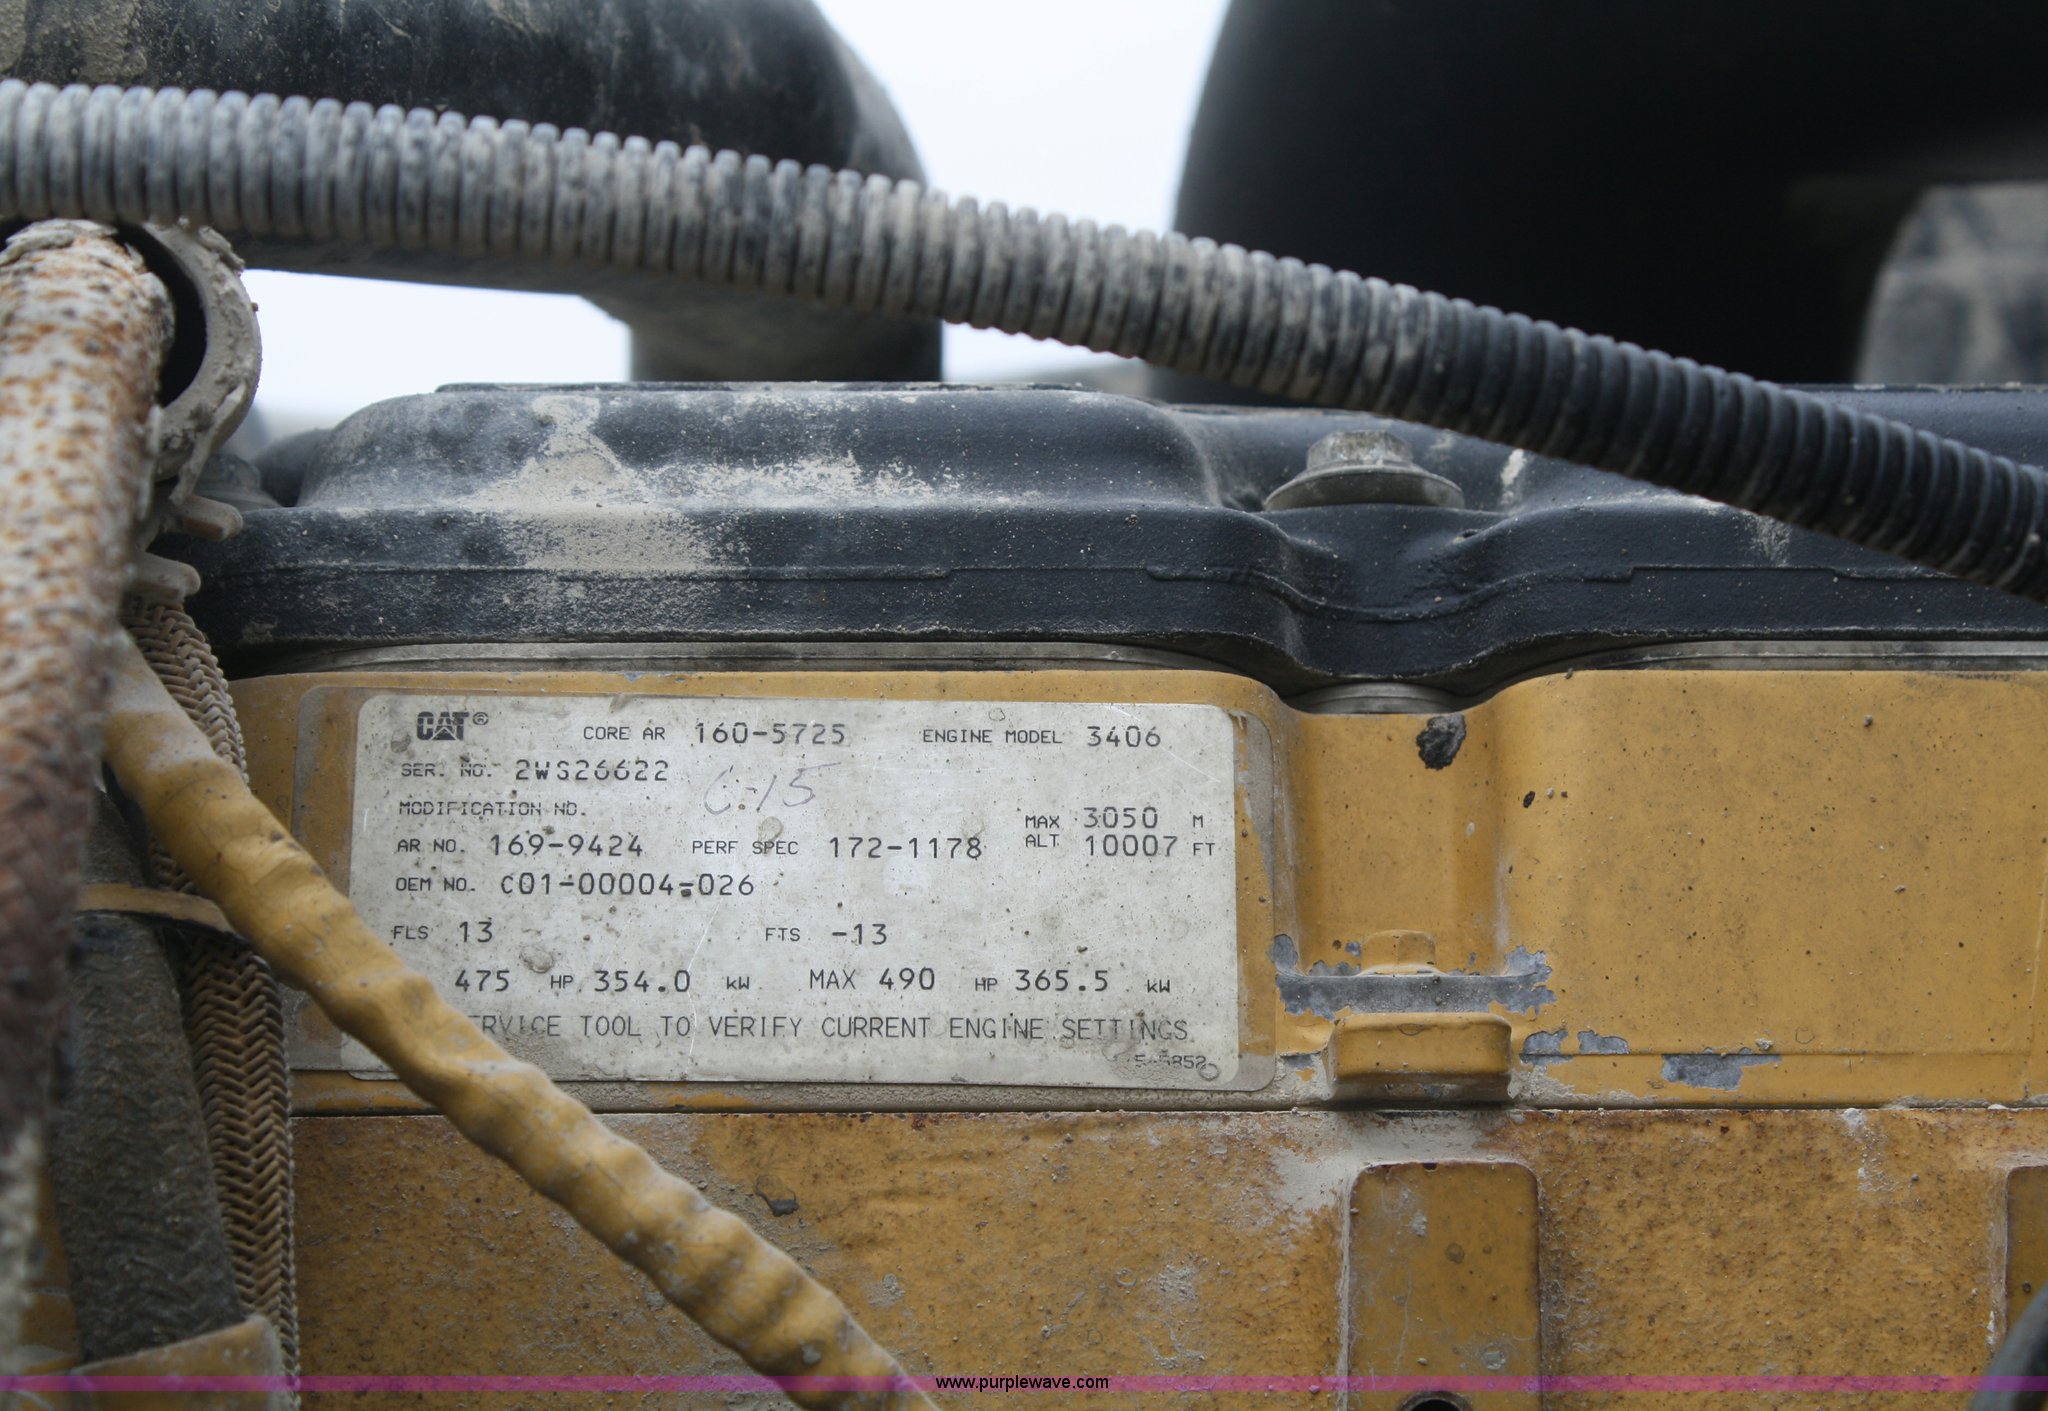 CAT® CORE AR 160-5725 ENGINE MODEL 3406
SER. NO. 2WS26622
C-15
MODIFICATION NO.
MAX 3050 M
AR NO. 169-9424 PERF SPEC 172-1178 ALT 10007 FT
OEM NO. C01-00004-026
FLS 13 FTS -13
475 HP 354.0 kW MAX 490 HP 365.5 kW
TOOL TO VERIFY CURRENT ENGINE SETTINGS
www.purplewave.com